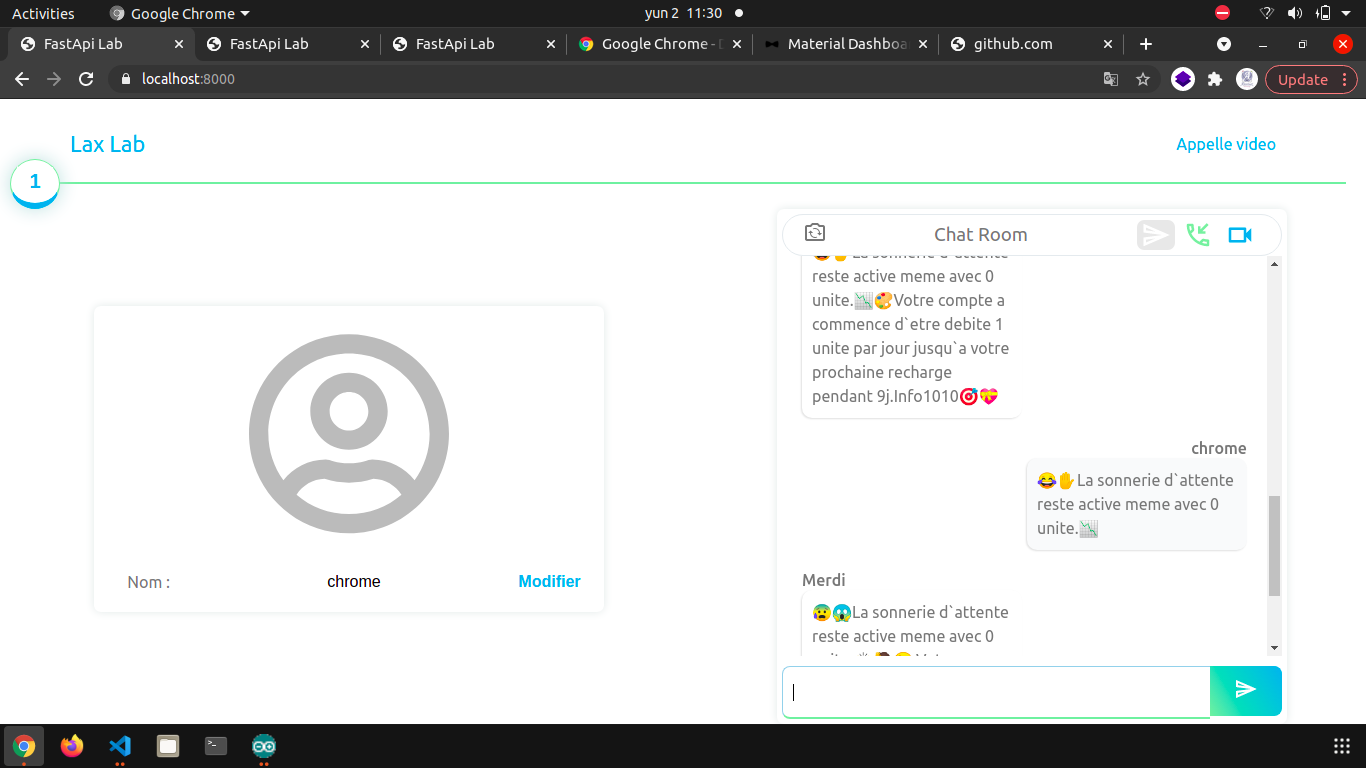 Activities
Google Chrome
yun 2 11:30
FastApi Lab
FastApi Lab
FastApi Lab
Google Chrome - D
Material Dashboa
github.com
localhost:8000
Update
Lax Lab
Appelle video
1
Chat Room
😂✋La sonnerie d`attente
reste active meme avec 0
unite.📉🎨Votre compte a
commence d`etre debite 1
unite par jour jusqu`a votre
prochaine recharge
pendant 9j.Info1010🎯💝
chrome
😂✋La sonnerie d`attente
reste active meme avec 0
unite.📉
Merdi
😰😱La sonnerie d`attente
reste active meme avec 0
Nom :
chrome
Modifier